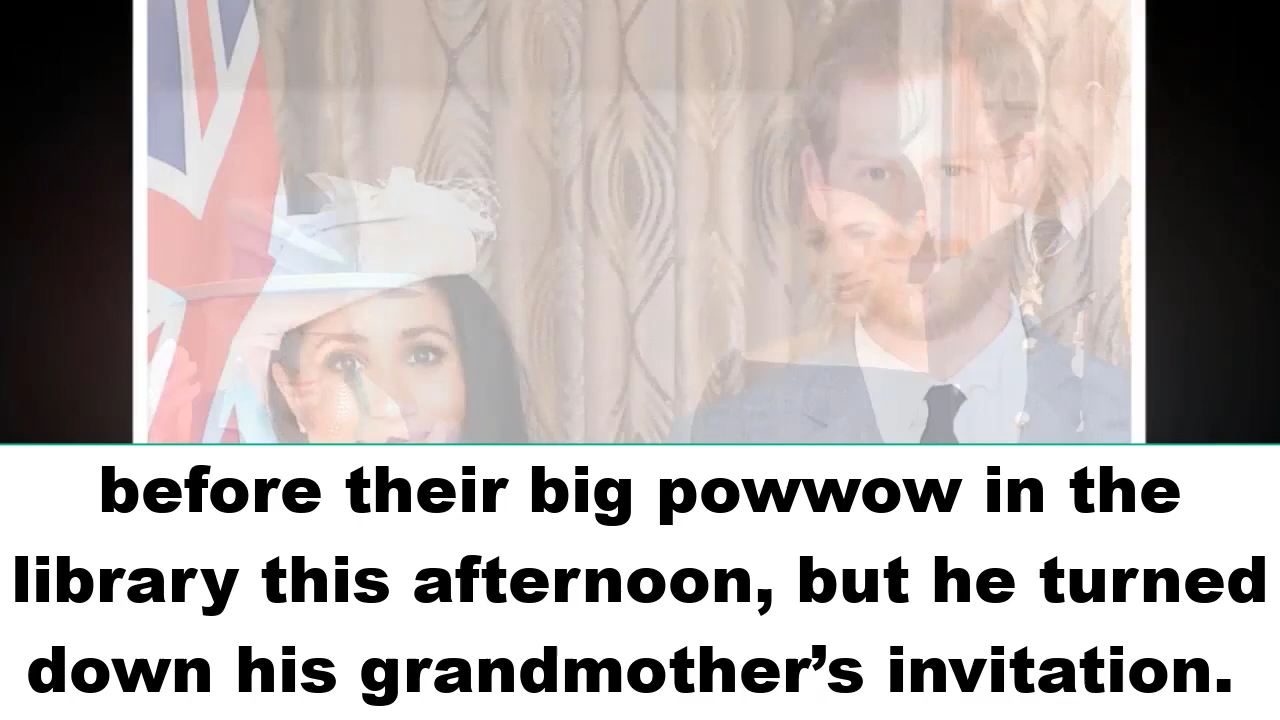 before their big powwow in the
library this afternoon, but he turned
down his grandmother’s invitation.